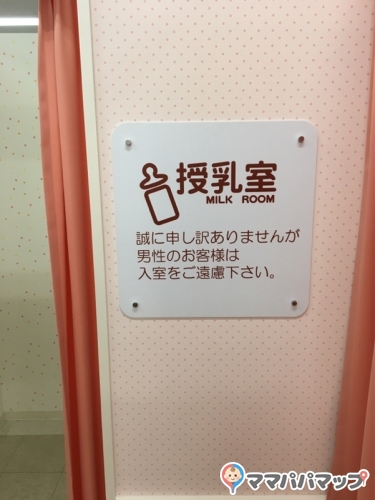 授乳室
MILK ROOM
誠に申し訳ありませんが
男性のお客様は
入室をご遠慮下さい。
ママパパマップ